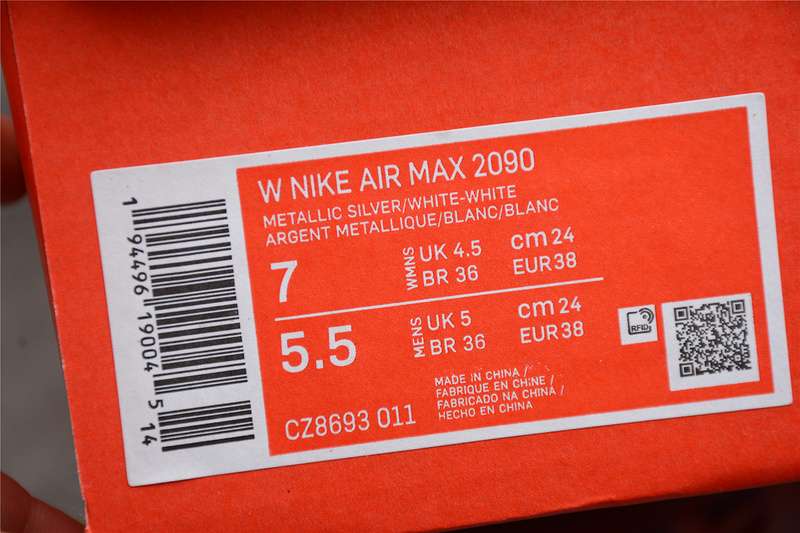 W NIKE AIR MAX 2090
METALLIC SILVER/WHITE-WHITE
ARGENT METALLIQUE/BLANC/BLANC
7
WMNS
UK 4.5
cm 24
BR 36
EUR 38
5.5
MENS
UK 5
cm 24
BR 36
EUR 38
RFID
CZ8693 011
MADE IN CHINA /
FABRIQUE EN CHINE /
FABRICADO NA CHINA /
HECHO EN CHINA
1 94496 19004 5 14